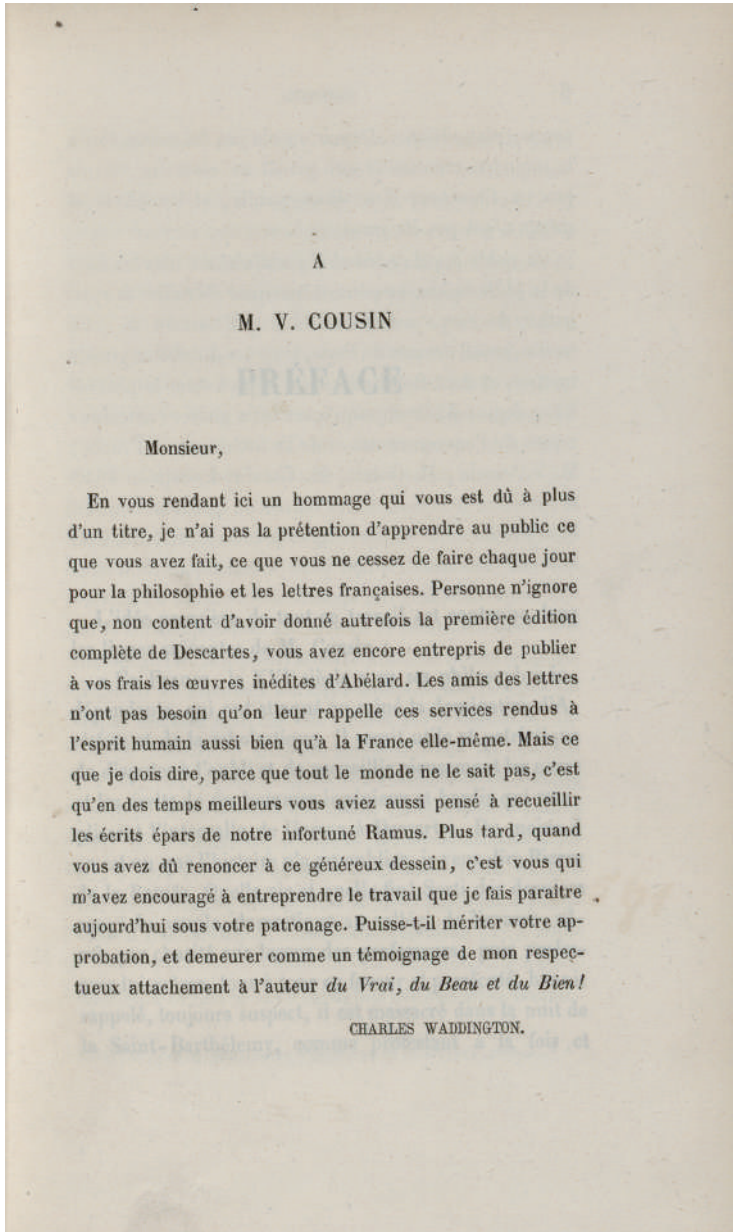 A
M. V. COUSIN
Monsieur,
En vous rendant ici un hommage qui vous est dû à plus
d'un titre, je n'ai pas la prétention d'apprendre au public ce
que vous avez fait, ce que vous ne cessez de faire chaque jour
pour la philosophie et les lettres françaises. Personne n'ignore
que, non content d'avoir donné autrefois la première édition
complète de Descartes, vous avez encore entrepris de publier
à vos frais les œuvres inédites d'Abélard. Les amis des lettres
n'ont pas besoin qu'on leur rappelle ces services rendus à
l'esprit humain aussi bien qu'à la France elle-même. Mais ce
que je dois dire, parce que tout le monde ne le sait pas, c'est
qu'en des temps meilleurs vous aviez aussi pensé à recueillir
les écrits épars de notre infortuné Ramus. Plus tard, quand
vous avez dû renoncer à ce généreux dessein, c'est vous qui
m'avez encouragé à entreprendre le travail que je fais paraître
aujourd'hui sous votre patronage. Puisse-t-il mériter votre ap-
probation, et demeurer comme un témoignage de mon respec-
tueux attachement à l'auteur du Vrai, du Beau et du Bien!
CHARLES WADDINGTON.